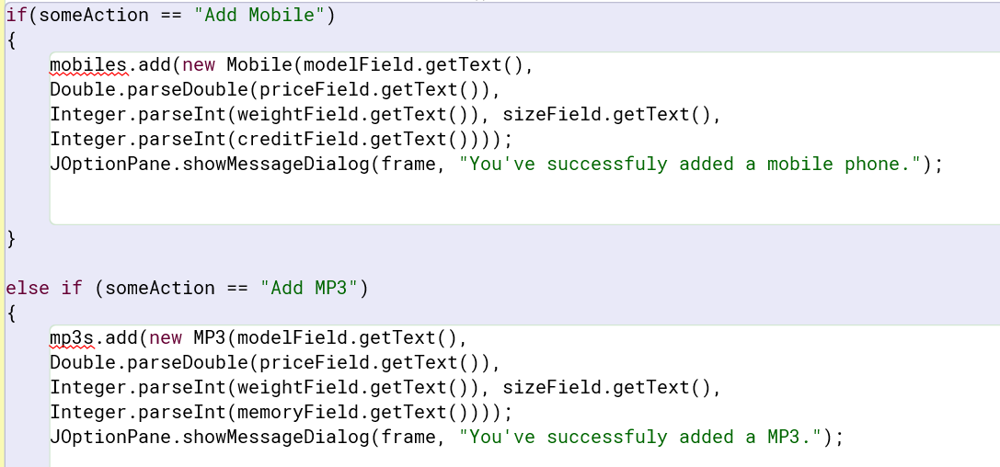 if(someAction == "Add Mobile")
{
mobiles.add(new Mobile(modelField.getText(),
Double.parseDouble(priceField.getText()),
Integer.parseInt(weightField.getText()), sizeField.getText(),
Integer.parseInt(creditField.getText())));
JOptionPane.showMessageDialog(frame, "You've successfuly added a mobile phone.");
}
else if (someAction == "Add MP3")
{
mp3s.add(new MP3(modelField.getText(),
Double.parseDouble(priceField.getText()),
Integer.parseInt(weightField.getText()), sizeField.getText(),
Integer.parseInt(memoryField.getText())));
JOptionPane.showMessageDialog(frame, "You've successfuly added a MP3.");